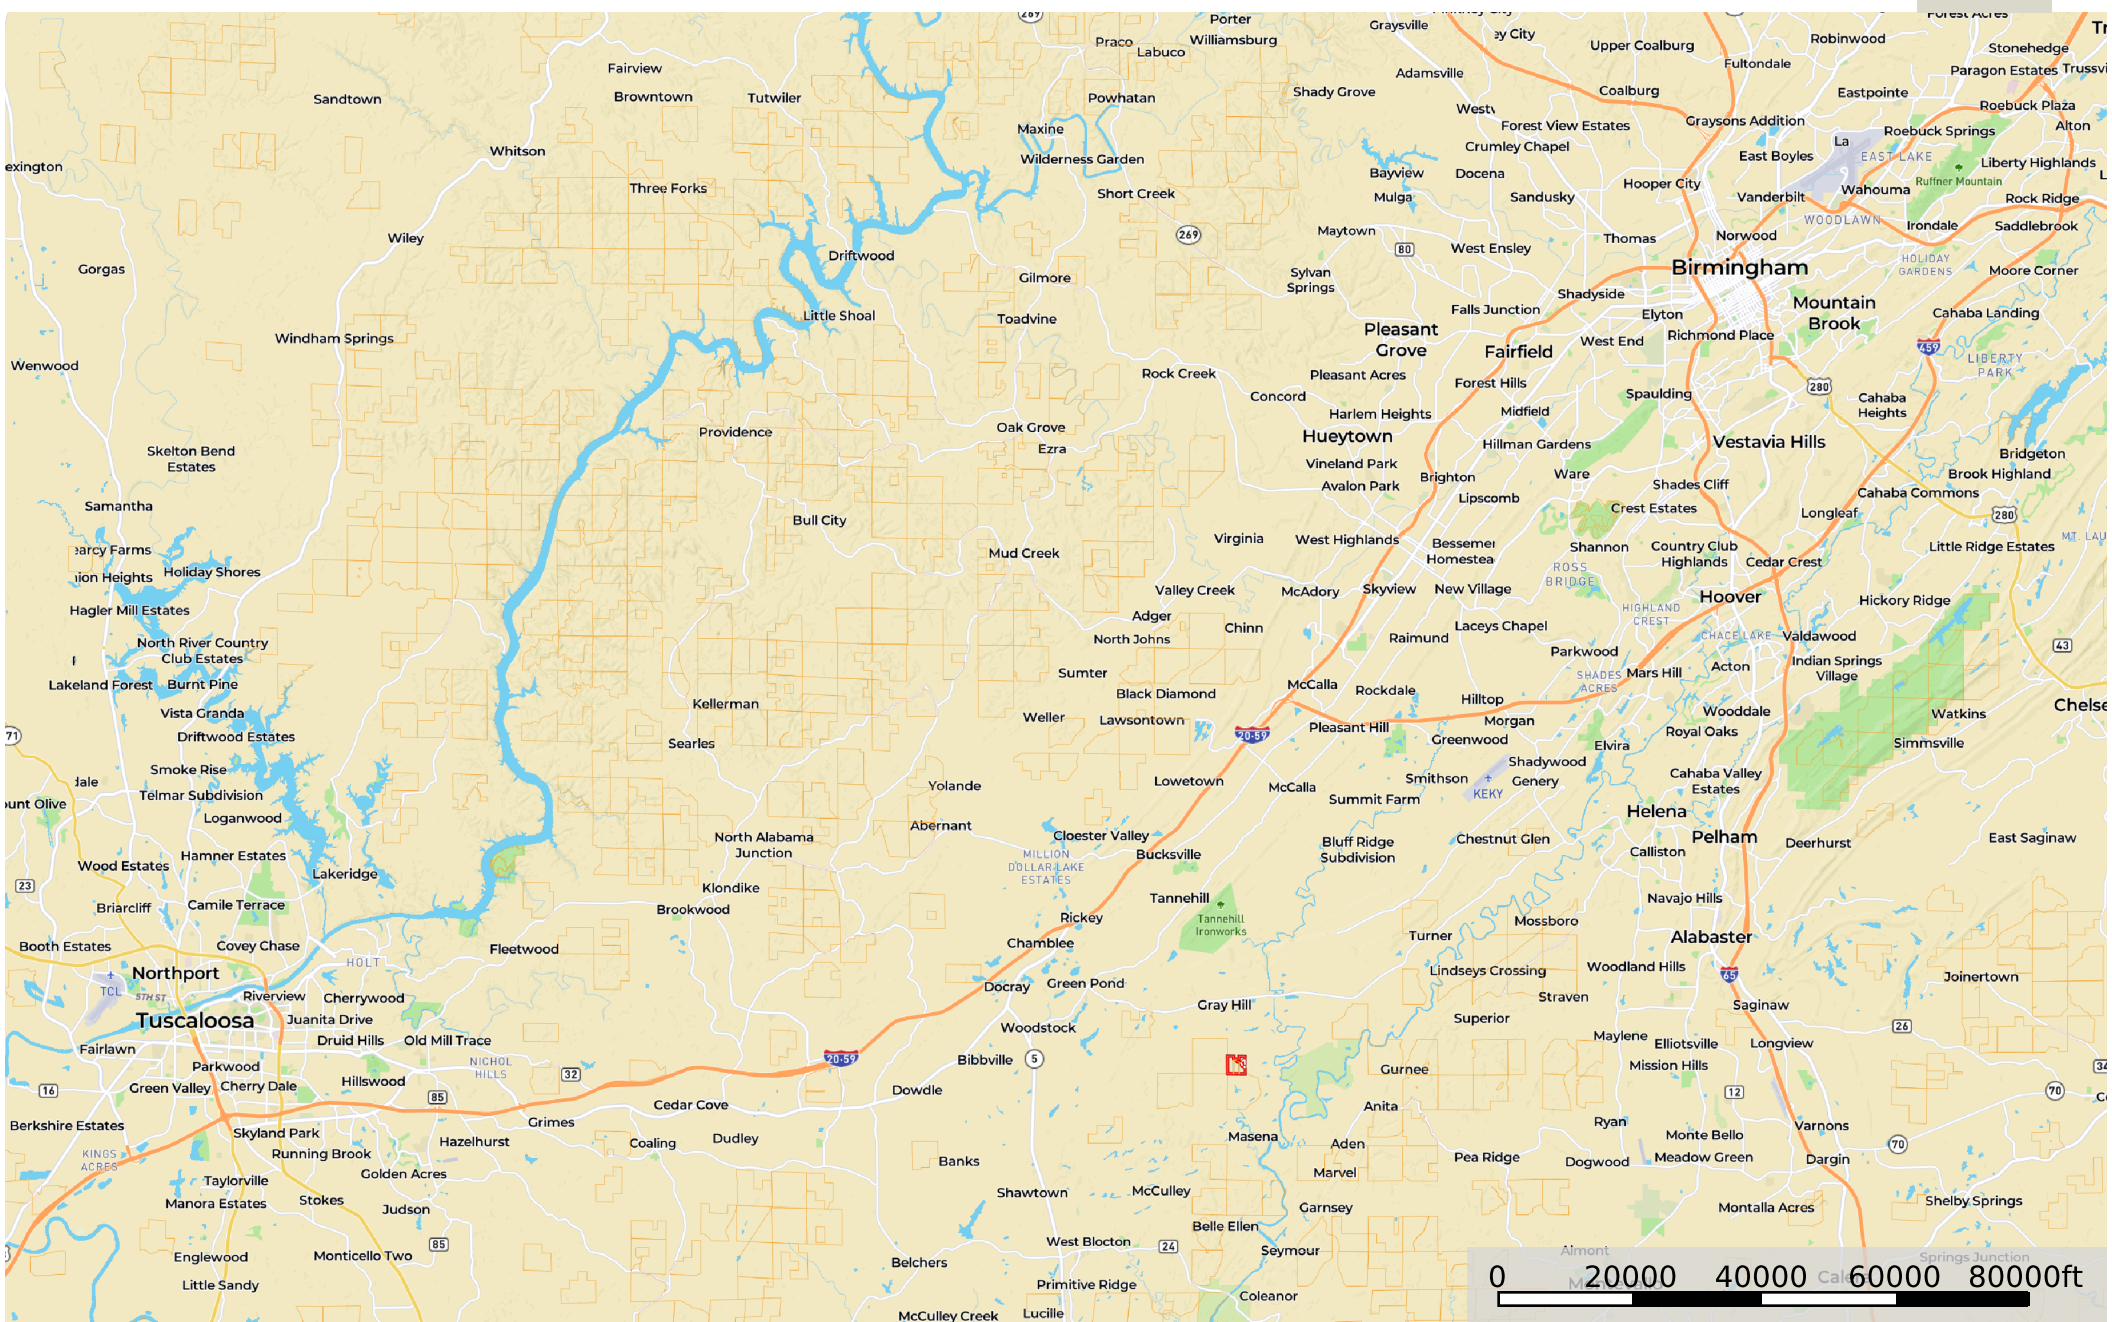 269
Porter
Forest Acres
Graysville
Williamsburg
Praco
Labuco
Upper Coalburg
Robinwood
Stonehedge
Fultondale
Fairview
Adamsville
Paragon Estates
Browntown
Tutwiler
Sandtown
Powhatan
Shady Grove
Coalburg
Eastpointe
Roebuck Plaza
Forest View Estates
Graysons Addition
Roebuck Springs
Alton
Maxine
Whitson
Wilderness Garden
Crumley Chapel
La
East Boyles
EAST LAKE
Liberty Highlands
Ruffner Mountain
Bayview
Docena
Three Forks
Short Creek
Mulga
Sandusky
Hooper City
Vanderbilt
Wahouma
Rock Ridge
WOODLAWN
Irondale
Saddlebrook
Wiley
269
Maytown
80
West Ensley
Thomas
Norwood
Driftwood
Gorgas
Gilmore
Sylvan
Springs
Birmingham
HOLIDAY
GARDENS
Moore Corner
Shadyside
Mountain
Brook
Little Shoal
Toadvine
Falls Junction
Elyton
Cahaba Landing
Windham Springs
Pleasant
Grove
Fairfield
West End
Richmond Place
459
LIBERTY
PARK
Wenwood
Rock Creek
Pleasant Acres
Forest Hills
280
Concord
Spaulding
Cahaba
Heights
Harlem Heights
Midfield
Providence
Oak Grove
Ezra
Hueytown
Hillman Gardens
Vestavia Hills
Skelton Bend
Estates
Bridgeton
Vineland Park
Brighton
Ware
Brook Highland
Avalon Park
Lipscomb
Shades Cliff
Cahaba Commons
Samantha
Crest Estates
Longleaf
280
Bull City
Virginia
West Highlands
Mud Creek
Shannon
Country Club
Highlands
Cedar Crest
Little Ridge Estates
Holiday Shores
ROSS
BRIDGE
Valley Creek
McAdory
Skyview
New Village
Hoover
Hickory Ridge
Hagler Mill Estates
Adger
Chinn
HIGHLAND
CREST
Laceys Chapel
North Johns
Raimund
CHACE LAKE
Valdawood
North River Country
Club Estates
43
Parkwood
Acton
Indian Springs
Village
Sumter
SHADES
ACRES
Mars Hill
Lakeland Forest
Burnt Pine
McCalla
Rockdale
Black Diamond
Hilltop
Kellerman
Vista Granda
Weller
Lawsontown
Pleasant Hill
Morgan
Wooddale
Watkins
71
Driftwood Estates
Searles
20-59
Greenwood
Elvira
Royal Oaks
Simmsville
Smoke Rise
Shadywood
Yolande
Lowetown
McCalla
Smithson
KEKY
Genery
Cahaba Valley
Estates
Telmar Subdivision
Summit Farm
Loganwood
Abernant
Helena
Pelham
North Alabama
Junction
Cloester Valley
Bluff Ridge
Subdivision
Chestnut Glen
Calliston
Deerhurst
East Saginaw
Wood Estates
Hamner Estates
MILLION
DOLLAR LAKE
ESTATES
Bucksville
Lakeridge
23
Klondike
Tannehill
Navajo Hills
Briarcliff
Camile Terrace
Brookwood
Rickey
Tannehill
Ironworks
Mossboro
Booth Estates
Covey Chase
Fleetwood
Chamblee
Turner
Alabaster
HOLT
Northport
TCL
5TH ST
Lindseys Crossing
Woodland Hills
65
Joinertown
Riverview
Cherrywood
Docray
Green Pond
Gray Hill
Straven
Saginaw
Tuscaloosa
Juanita Drive
Woodstock
Superior
26
Druid Hills
Old Mill Trace
Maylene
Elliotsville
Longview
Fairlawn
20-59
Bibbville
5
NICHOL
HILLS
Parkwood
32
Gurnee
Mission Hills
Green Valley
Cherry Dale
Hillswood
16
85
Dowdle
12
70
Cedar Cove
Anita
Berkshire Estates
Grimes
Ryan
Varnons
Skyland Park
Hazelhurst
Coaling
Dudley
Masena
Aden
Monte Bello
70
KINGS
ACRES
Running Brook
Banks
Pea Ridge
Dogwood
Meadow Green
Dargin
Golden Acres
Marvel
Taylorville
Shawtown
McCulley
Manora Estates
Stokes
Judson
Garnsey
Montalla Acres
Shelby Springs
Belle Ellen
85
West Blocton
24
Seymour
Almont
Springs Junction
Englewood
Monticello Two
Belchers
Little Sandy
Primitive Ridge
Coleanor
Montevallo
McCulley Creek
Lucille
0 20000 40000 60000 80000ft